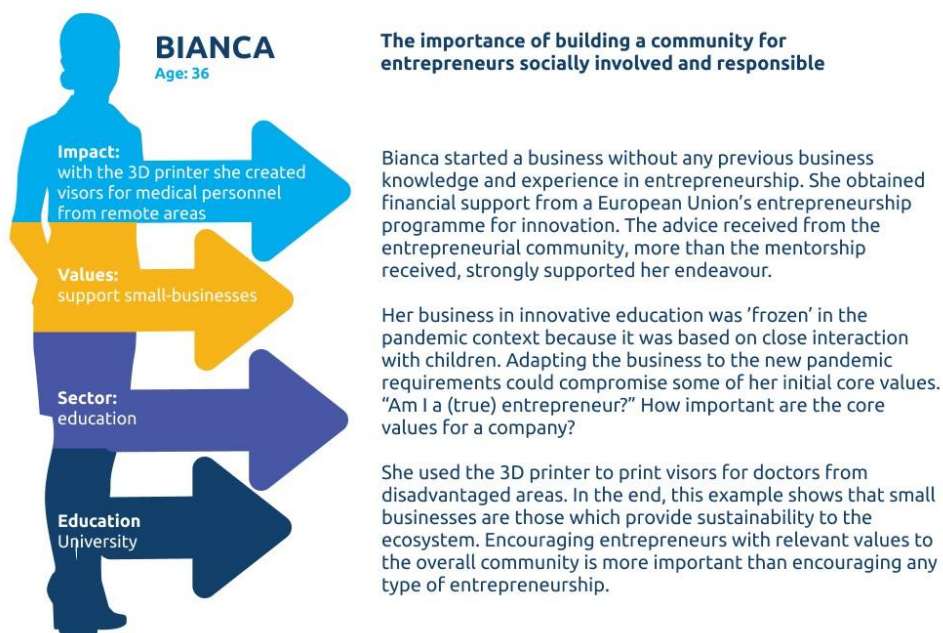 BIANCA
Age: 36
The importance of building a community for
entrepreneurs socially involved and responsible
Impact:
with the 3D printer she created
visors for medical personnel
from remote areas
Values:
support small-businesses
Sector:
education
Education
University
Bianca started a business without any previous business
knowledge and experience in entrepreneurship. She obtained
financial support from a European Union’s entrepreneurship
programme for innovation. The advice received from the
entrepreneurial community, more than the mentorship
received, strongly supported her endeavour.
Her business in innovative education was ’frozen’ in the
pandemic context because it was based on close interaction
with children. Adapting the business to the new pandemic
requirements could compromise some of her initial core values.
“Am I a (true) entrepreneur?” How important are the core
values for a company?
She used the 3D printer to print visors for doctors from
disadvantaged areas. In the end, this example shows that small
businesses are those which provide sustainability to the
ecosystem. Encouraging entrepreneurs with relevant values to
the overall community is more important than encouraging any
type of entrepreneurship.